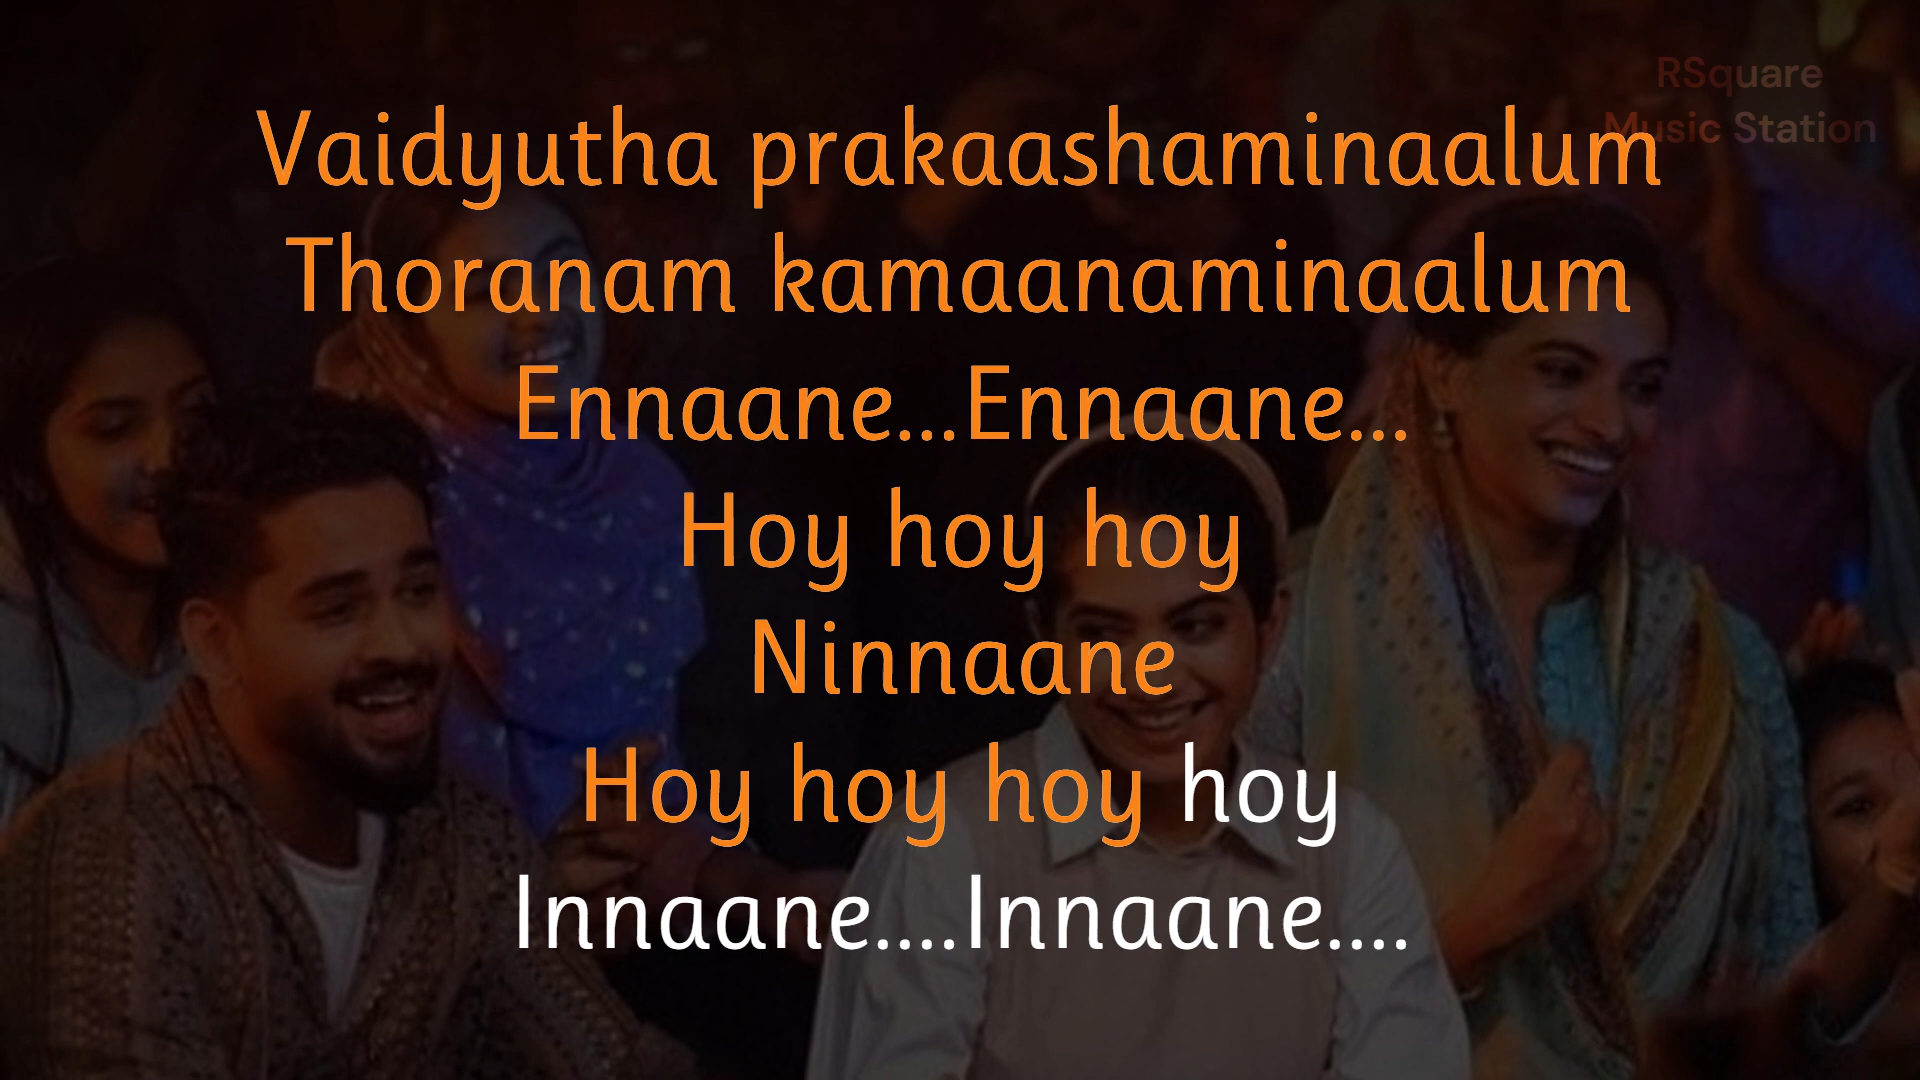 RSquare
Music Station
Vaidyutha prakaashaminaalum
Thoranam kamaanaminaalum
Ennaane...Ennaane...
Hoy hoy hoy
Ninnaane
Hoy hoy hoy hoy
Innaane....Innaane....